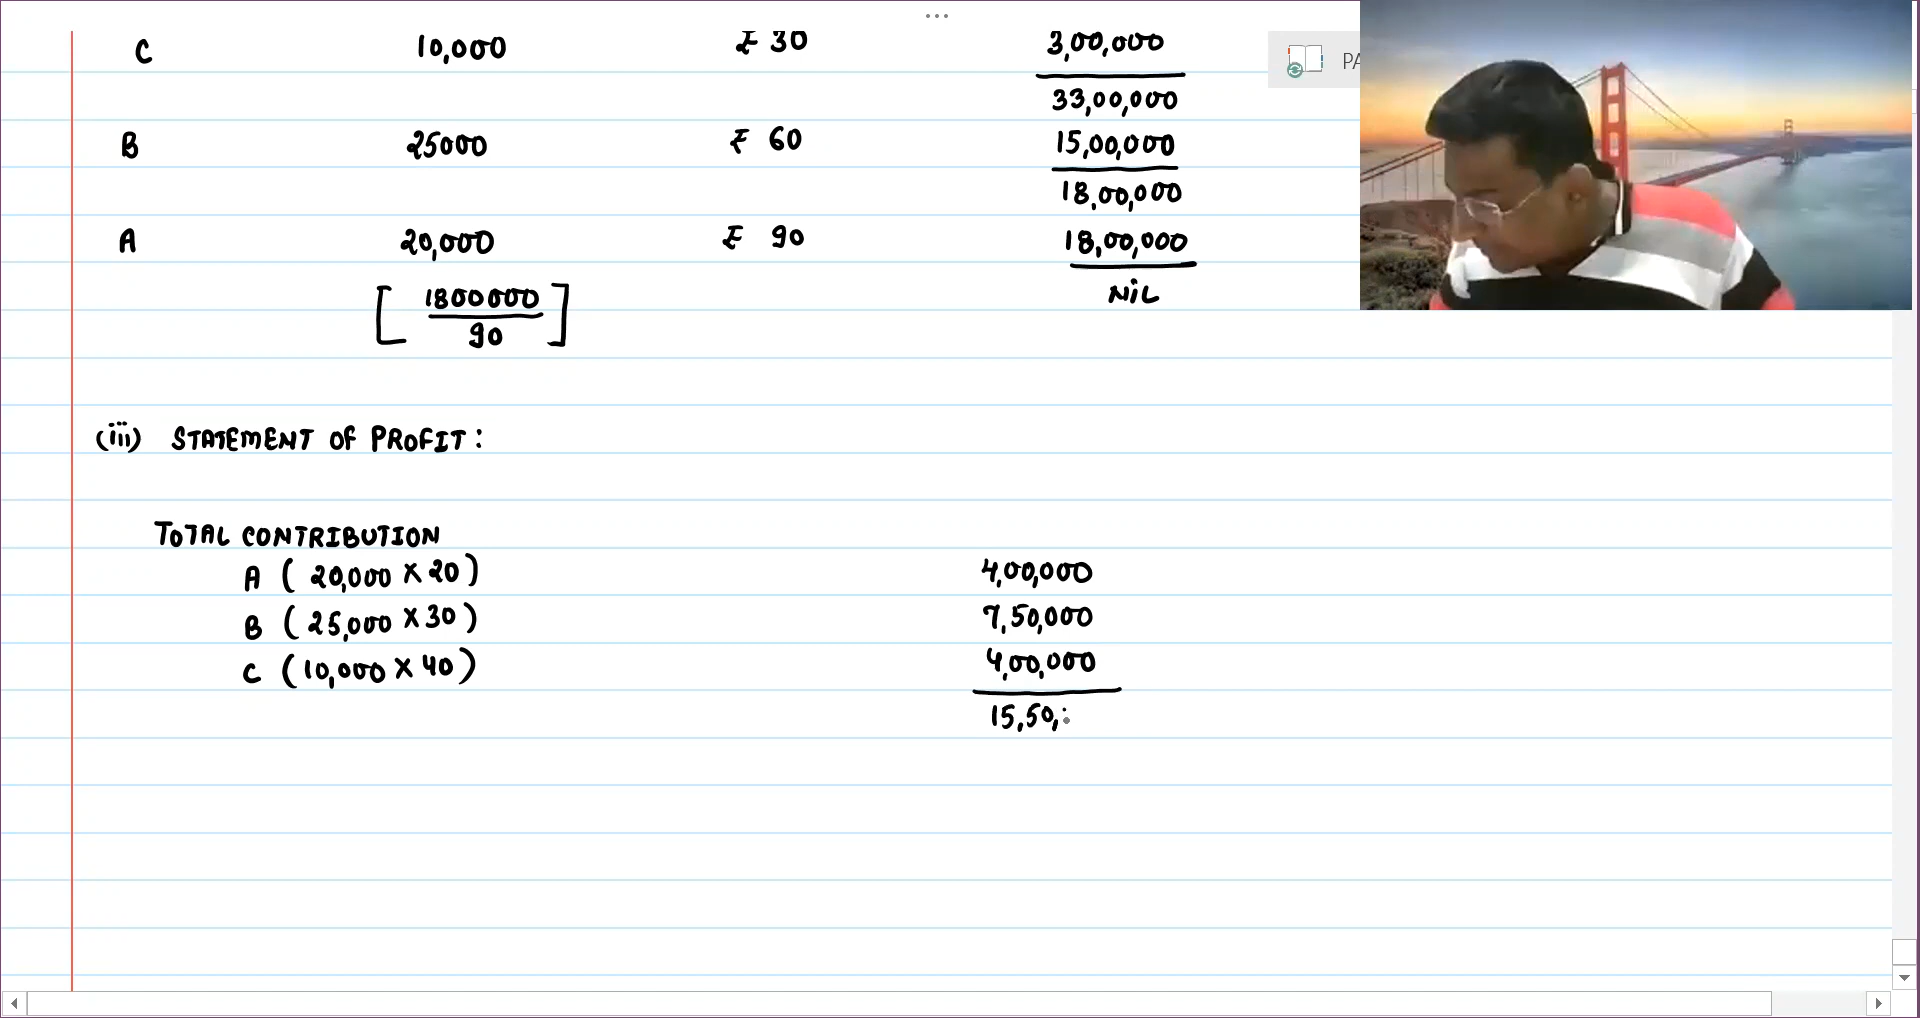 C 10,000 ₹ 30 3,00,000
33,00,000
B 25000 ₹ 60 15,00,000
18,00,000
A 20,000 ₹ 90 18,00,000
[ 1800000 / 90 ] NiL
(iii) STATEMENT OF PROFIT:
TOTAL CONTRIBUTION
A ( 20,000 × 20 ) 4,00,000
B ( 25,000 × 30 ) 7,50,000
C ( 10,000 × 40 ) 4,00,000
15,50,